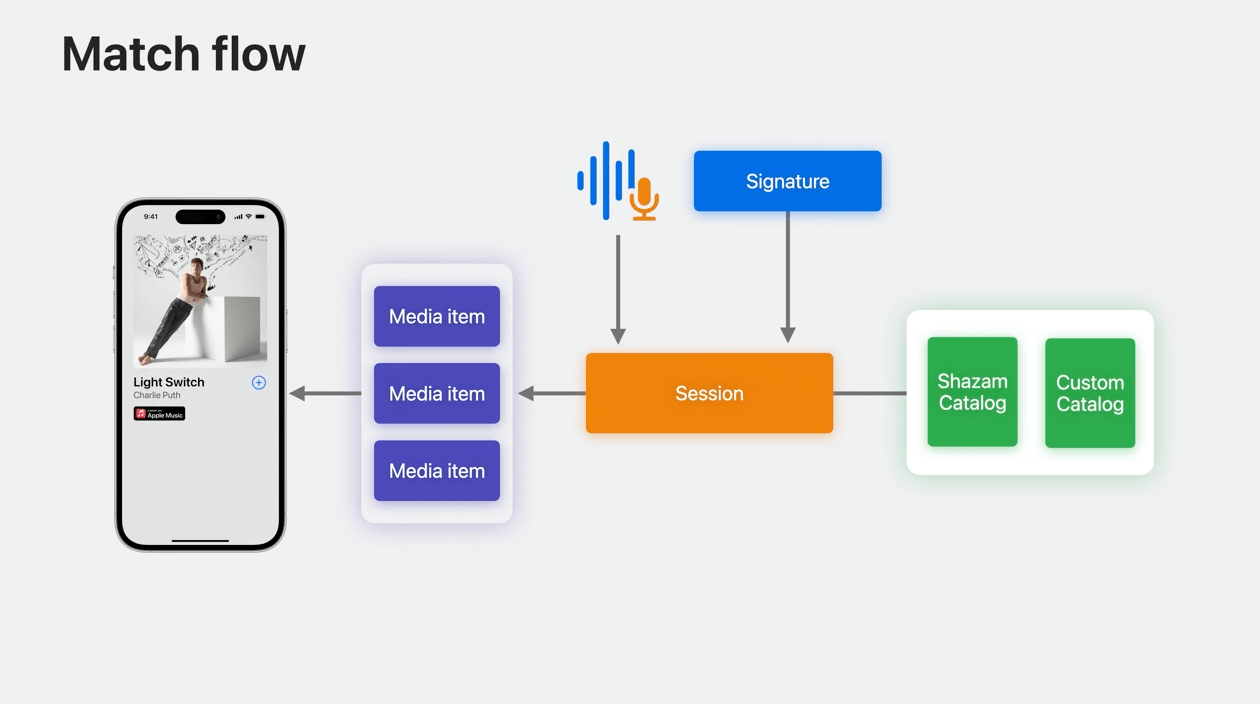 Match flow
Signature
9:41
Light Switch
Charlie Puth
Apple Music
Media item
Media item
Media item
Session
Shazam
Catalog
Custom
Catalog